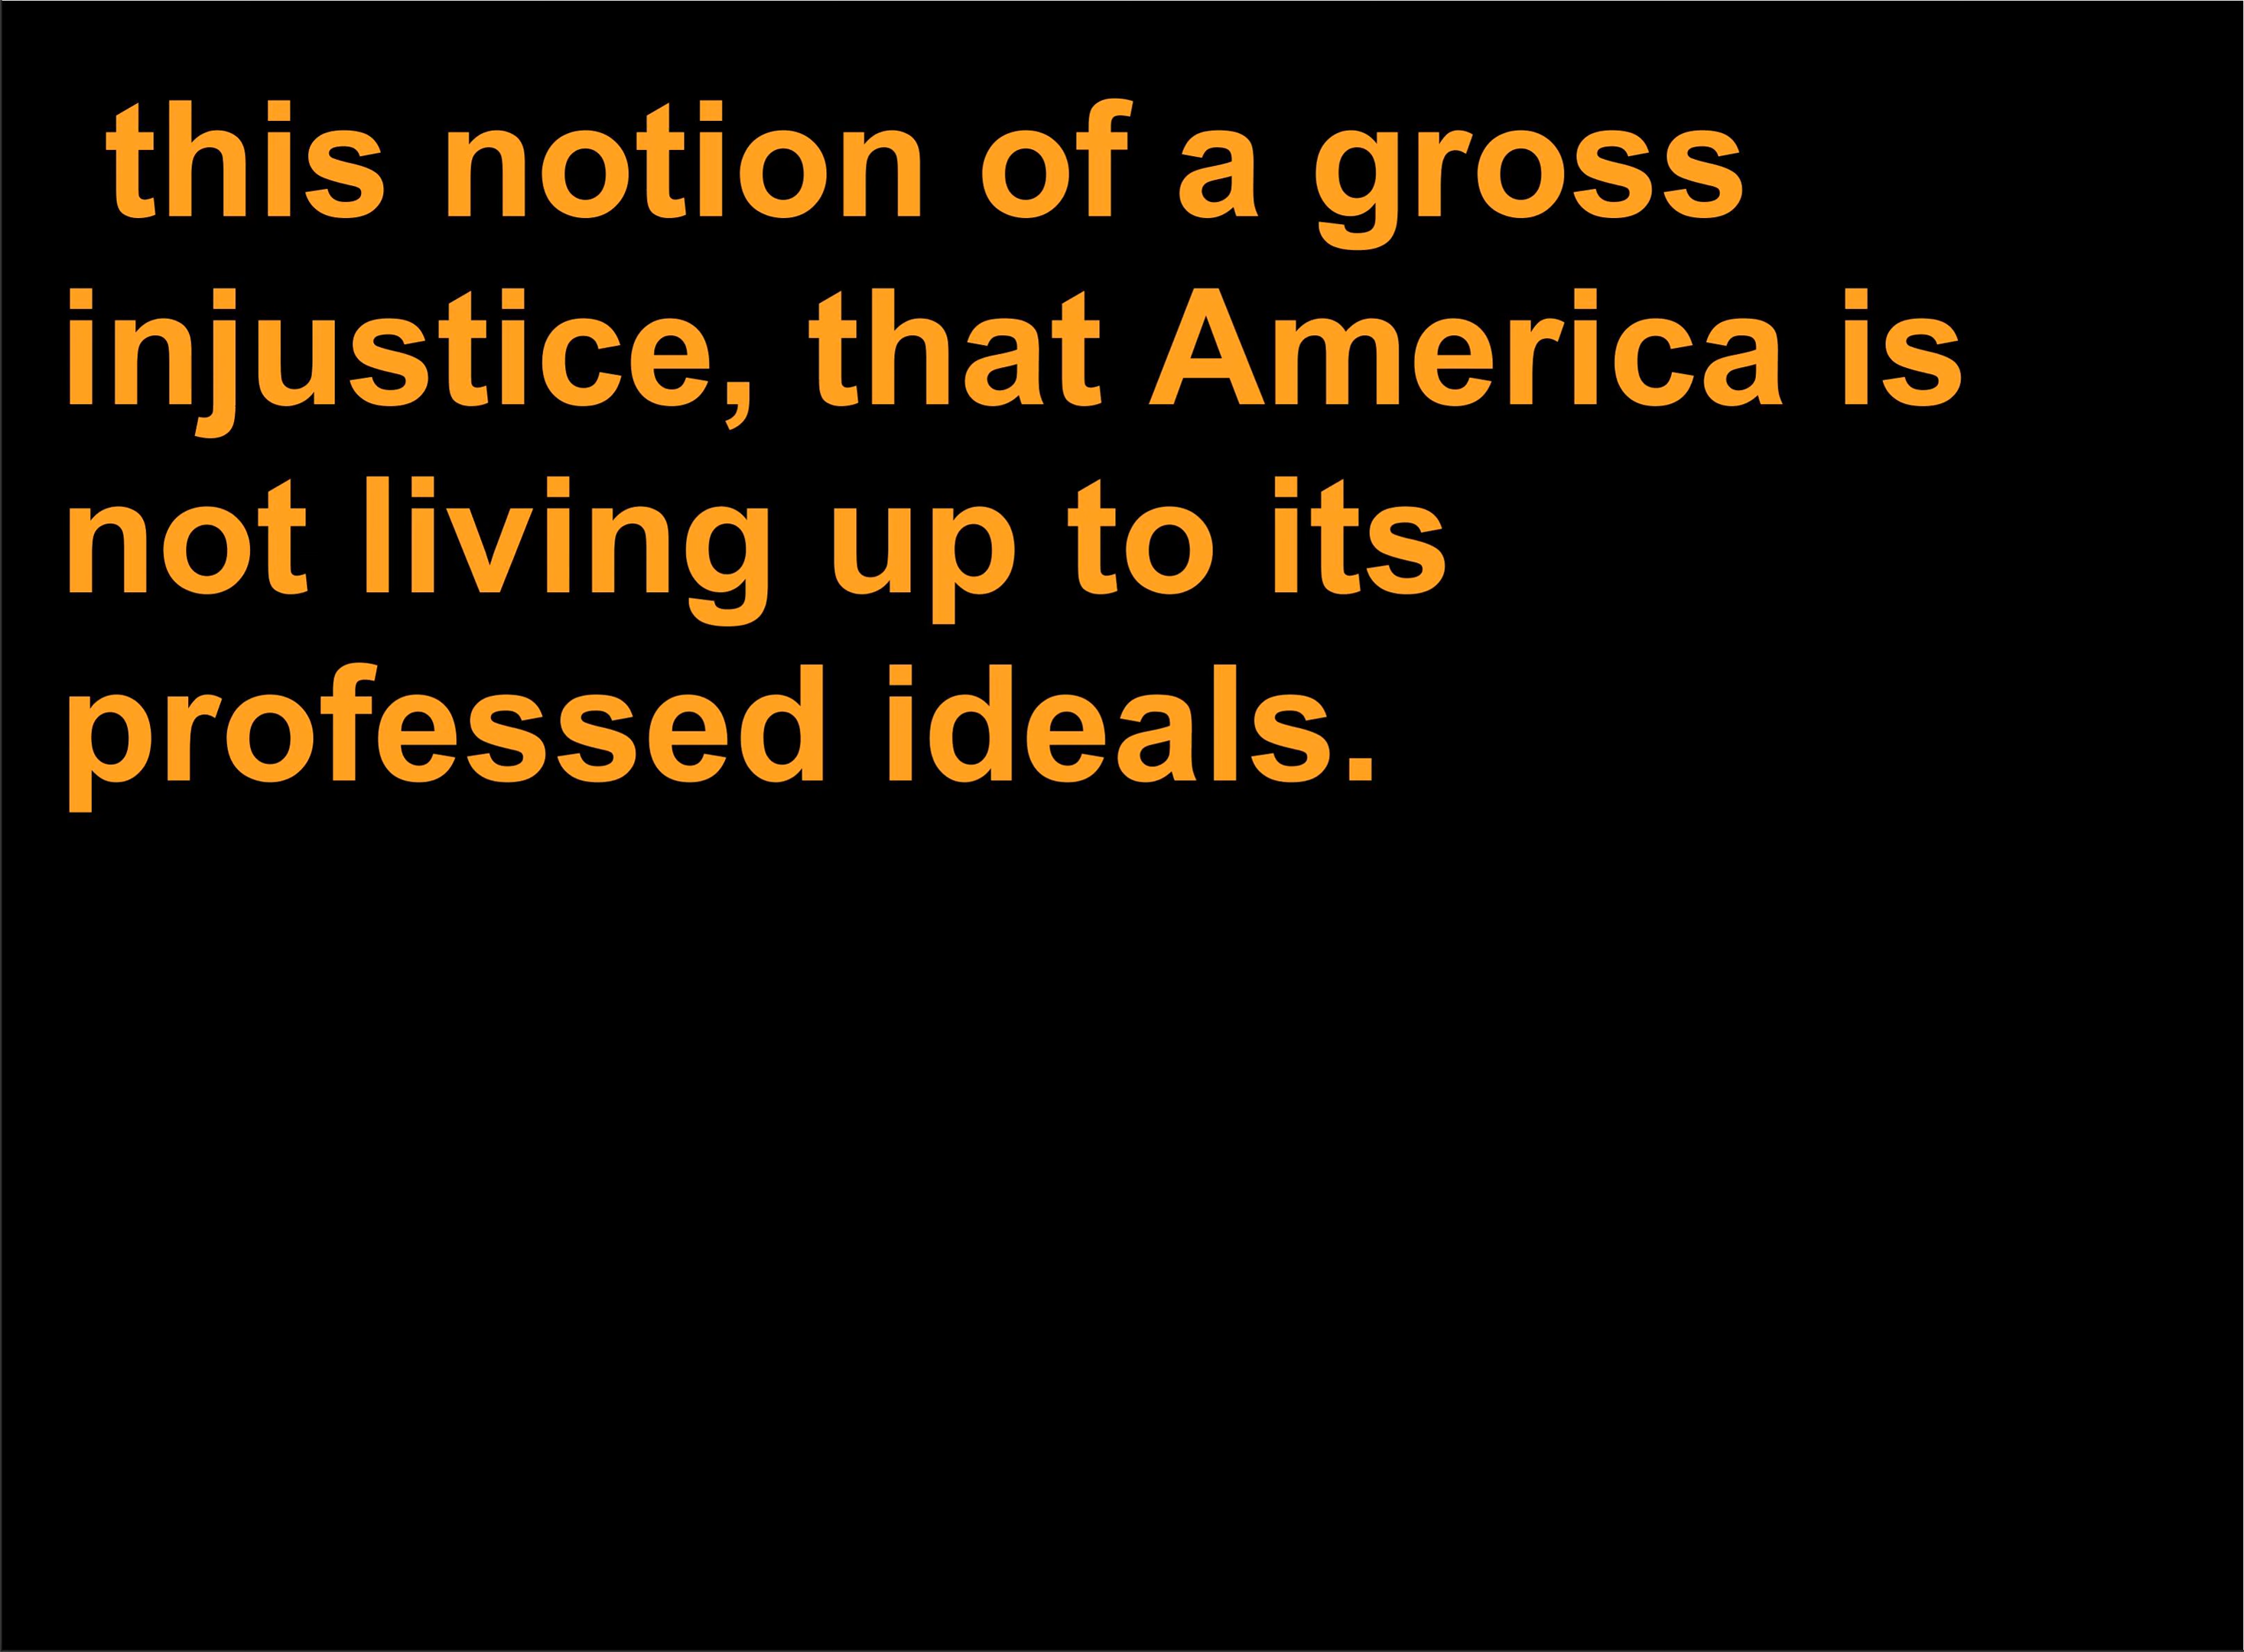 this notion of a gross
injustice, that America is
not living up to its
professed ideals.